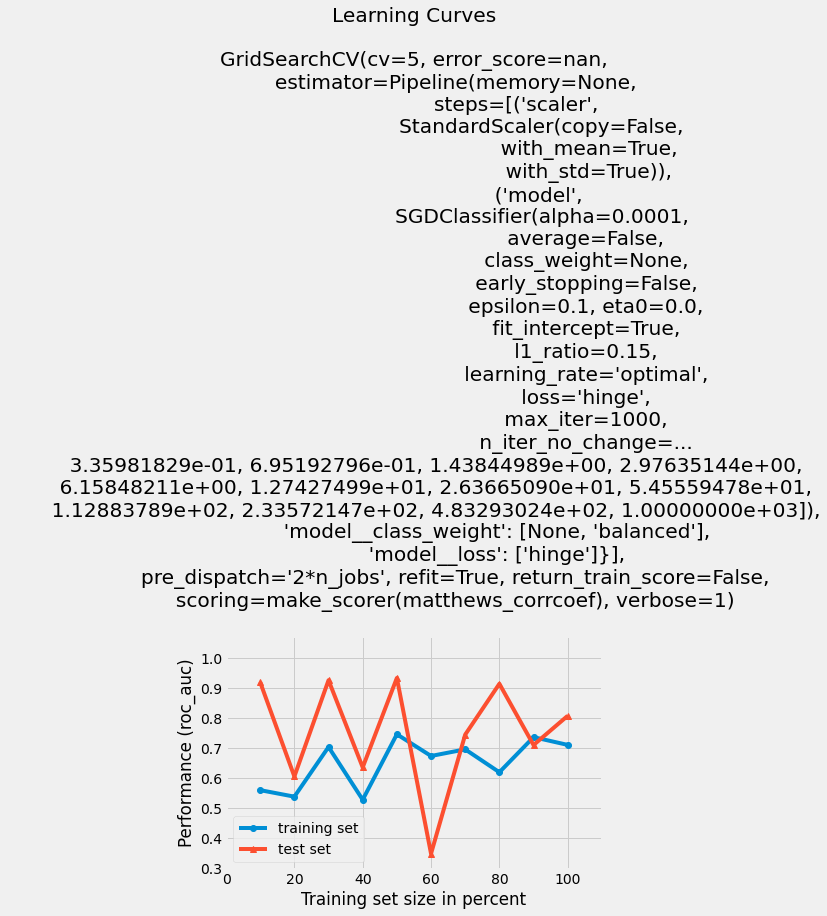 Learning Curves
GridSearchCV(cv=5, error_score=nan,
estimator=Pipeline(memory=None,
steps=[('scaler',
StandardScaler(copy=False,
with_mean=True,
with_std=True)),
('model',
SGDClassifier(alpha=0.0001,
average=False,
class_weight=None,
early_stopping=False,
epsilon=0.1, eta0=0.0,
fit_intercept=True,
l1_ratio=0.15,
learning_rate='optimal',
loss='hinge',
max_iter=1000,
n_iter_no_change=...
3.35981829e-01, 6.95192796e-01, 1.43844989e+00, 2.97635144e+00,
6.15848211e+00, 1.27427499e+01, 2.63665090e+01, 5.45559478e+01,
1.12883789e+02, 2.33572147e+02, 4.83293024e+02, 1.00000000e+03]),
'model__class_weight': [None, 'balanced'],
'model__loss': ['hinge']}],
pre_dispatch='2*n_jobs', refit=True, return_train_score=False,
scoring=make_scorer(matthews_corrcoef), verbose=1)
Performance (roc_auc)
1.0
0.9
0.8
0.7
0.6
0.5
0.4
0.3
training set
test set
0 20 40 60 80 100
Training set size in percent